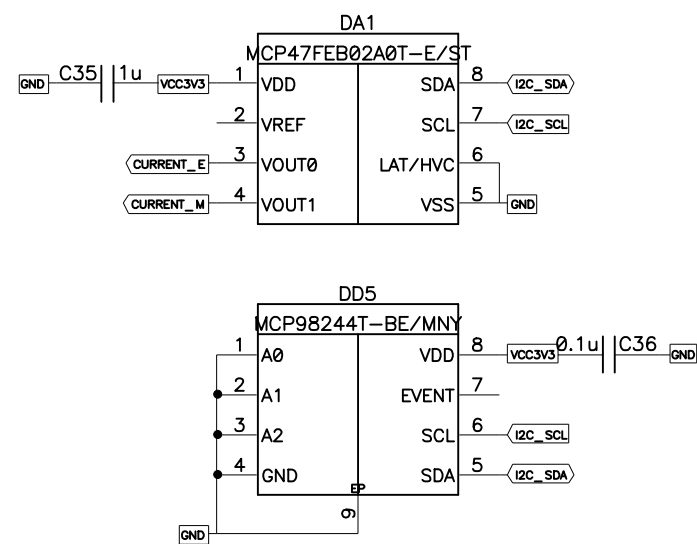 DA1
MCP47FEB02A0T-E/ST
GND C35 1u VCC3V3 1 VDD SDA 8 I2C_SDA
2 VREF SCL 7 I2C_SCL
CURRENT_E 3 VOUT0 LAT/HVC 6
CURRENT_M 4 VOUT1 VSS 5 GND
DD5
MCP98244T-BE/MNY
1 A0 VDD 8 VCC3V3 0.1u C36 GND
2 A1 EVENT 7
3 A2 SCL 6 I2C_SCL
4 GND SDA 5 I2C_SDA
EP
9
GND